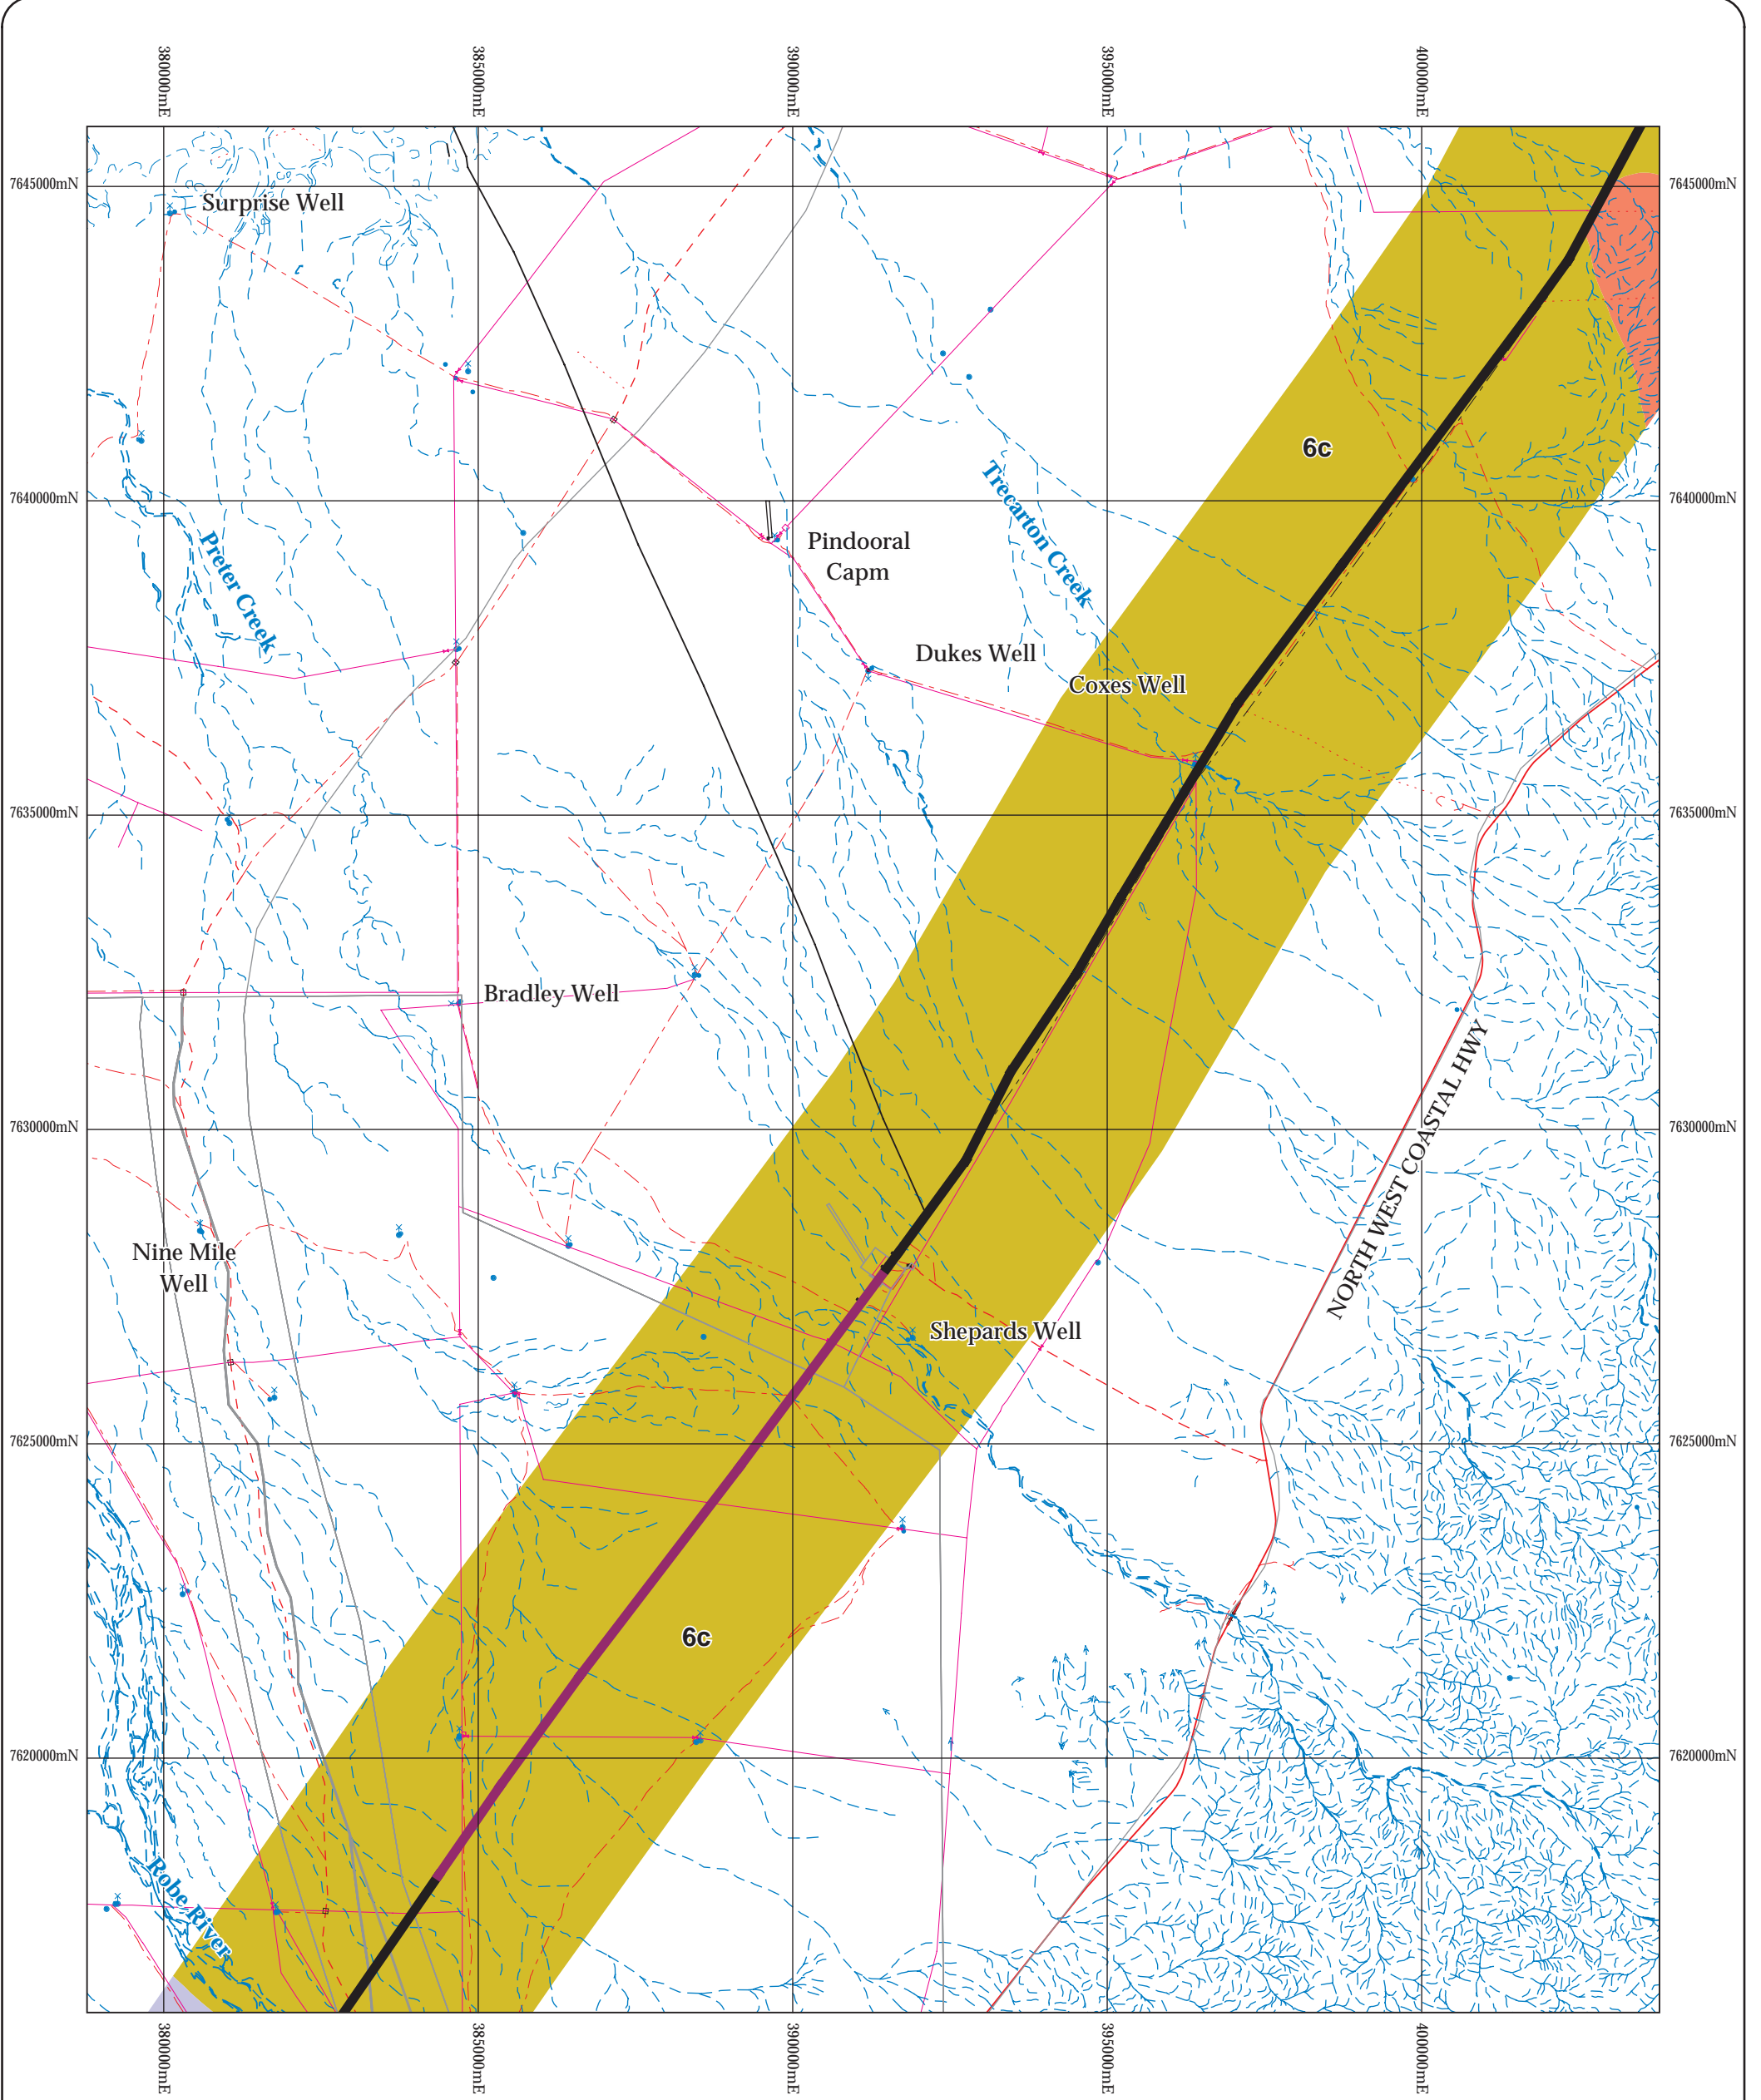 380000mE
385000mE
390000mE
395000mE
400000mE
7645000mN
7645000mN
Surprise Well
6c
7640000mN
7640000mN
Trecarton Creek
Preter Creek
Pindooral
Capm
Dukes Well
Coxes Well
7635000mN
7635000mN
Bradley Well
7630000mN
7630000mN
NORTH WEST COASTAL HWY
Nine Mile
Well
Shepards Well
7625000mN
7625000mN
6c
7620000mN
7620000mN
Robe River
380000mE
385000mE
390000mE
395000mE
400000mE